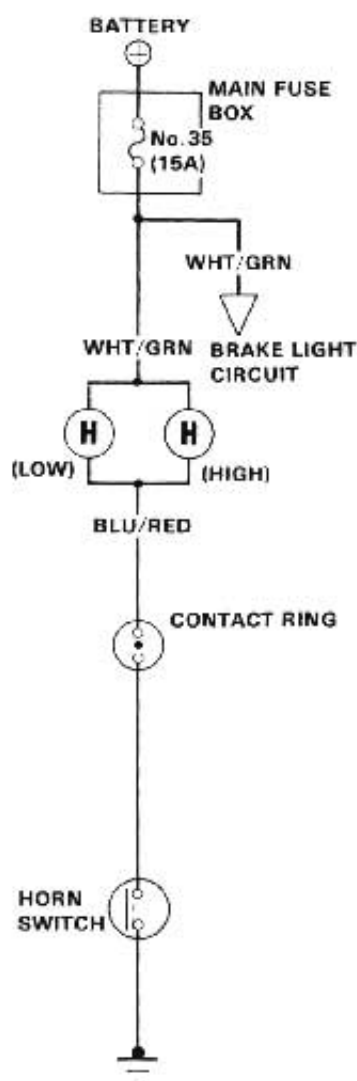 BATTERY
MAIN FUSE
BOX
No.35
(15A)
WHT/GRN
WHT/GRN
BRAKE LIGHT
CIRCUIT
H
H
(LOW)
(HIGH)
BLU/RED
CONTACT RING
HORN
SWITCH